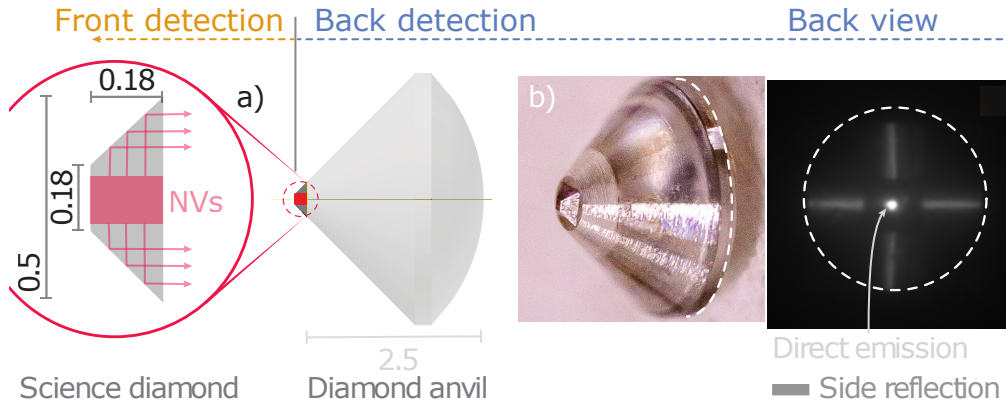 Front detection
Back detection
Back view
0.18
a)
b)
0.18
NVs
0.5
2.5
Direct emission
Science diamond
Diamond anvil
Side reflection